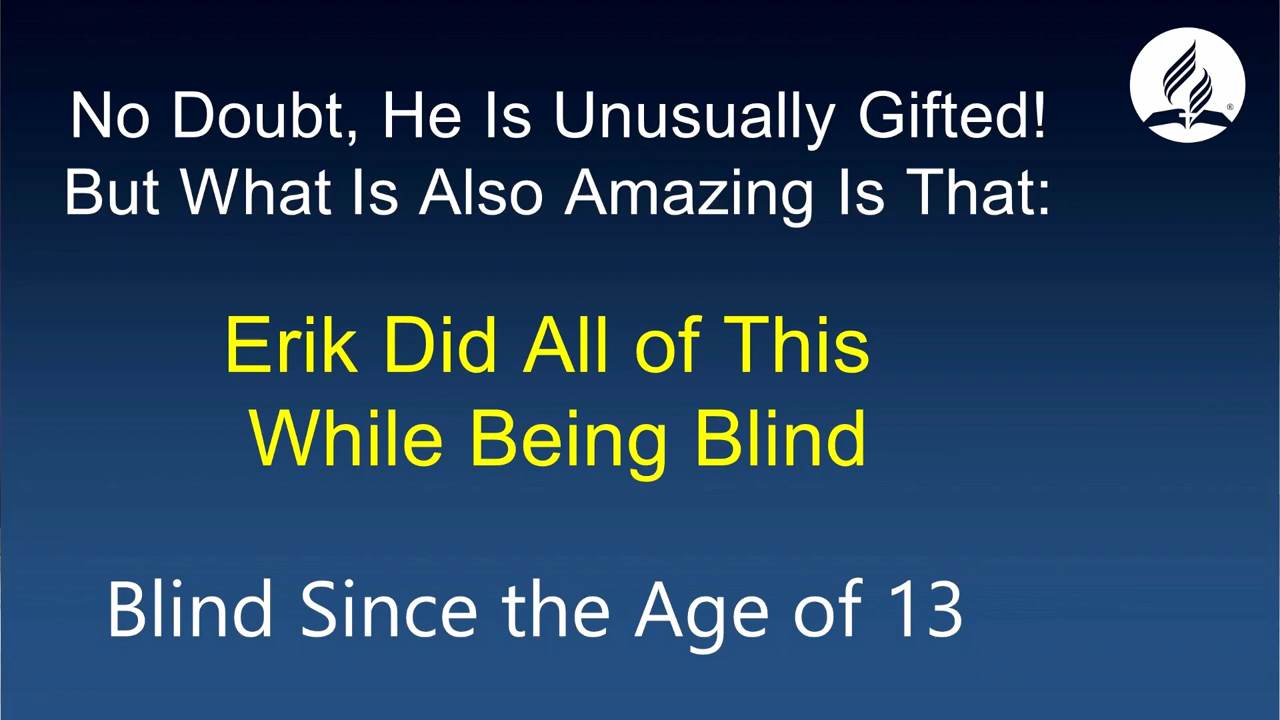 No Doubt, He Is Unusually Gifted!
But What Is Also Amazing Is That:
Erik Did All of This
While Being Blind
Blind Since the Age of 13
®